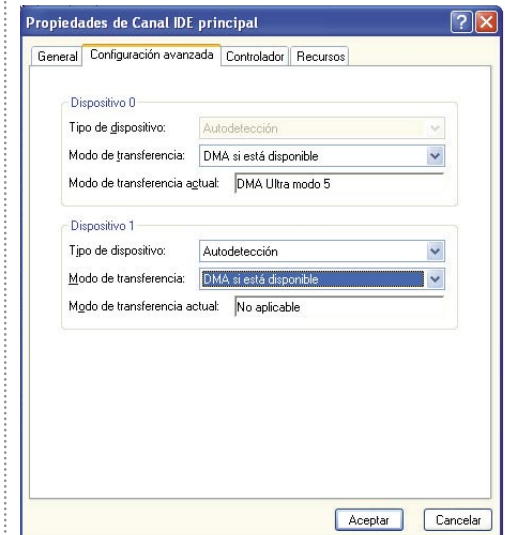 Propiedades de Canal IDE principal
General Configuración avanzada Controlador Recursos
Dispositivo 0
Tipo de dispositivo: Autodetección
Modo de transferencia: DMA si está disponible
Modo de transferencia actual: DMA Ultra modo 5
Dispositivo 1
Tipo de dispositivo: Autodetección
Modo de transferencia: DMA si está disponible
Modo de transferencia actual: No aplicable
Aceptar Cancelar